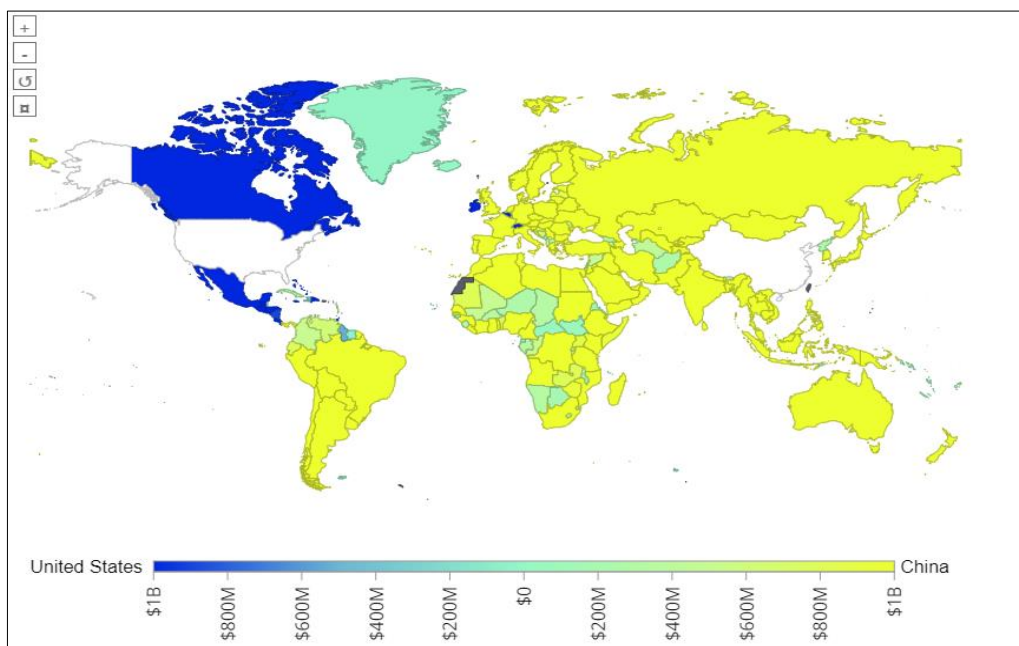 +
-
↺
¤
United States
China
$1B
$800M
$600M
$400M
$200M
$0
$200M
$400M
$600M
$800M
$1B